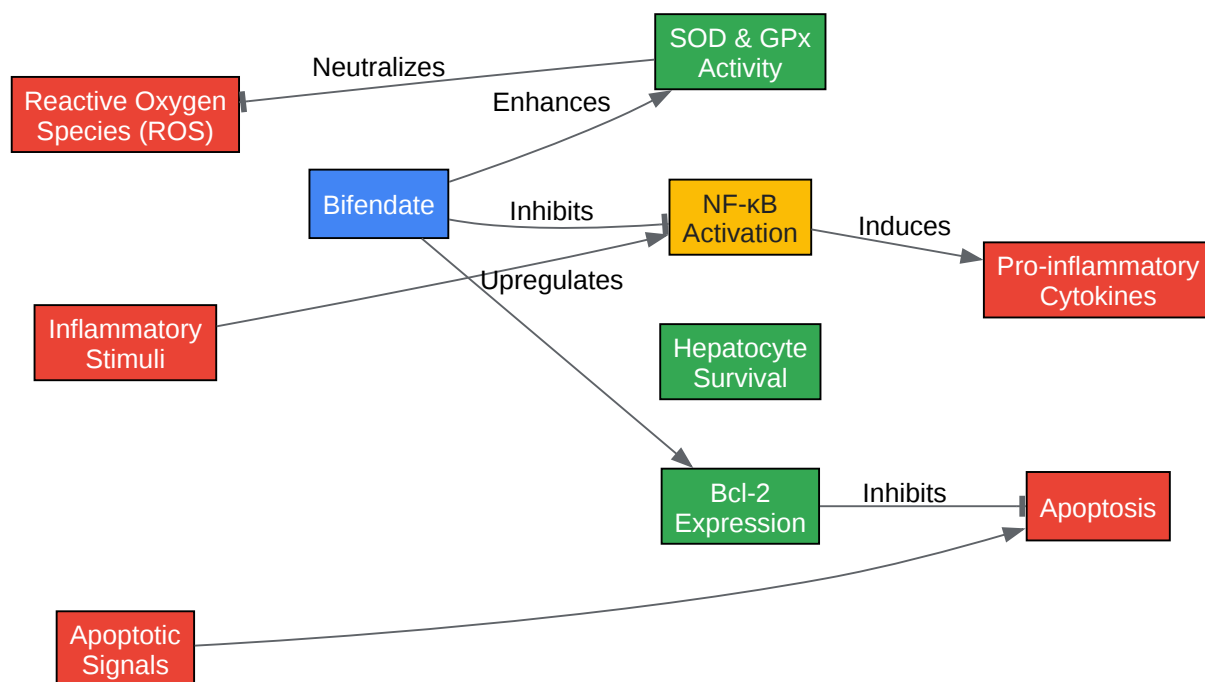 SOD & GPx
Activity
Neutralizes
Reactive Oxygen
Species (ROS)
Enhances
Bifendate
Inhibits
NF-κB
Activation
Induces
Pro-inflammatory
Cytokines
Upregulates
Inflammatory
Stimuli
Hepatocyte
Survival
Bcl-2
Expression
Inhibits
Apoptosis
Apoptotic
Signals